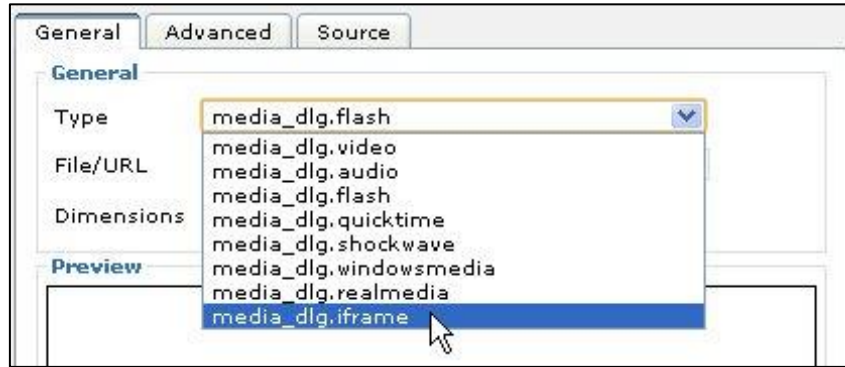 General Advanced Source
General
Type media_dlg.flash
media_dlg.video
File/URL media_dlg.audio
media_dlg.flash
Dimensions media_dlg.quicktime
media_dlg.shockwave
Preview media_dlg.windowsmedia
media_dlg.realmedia
media_dlg.iframe